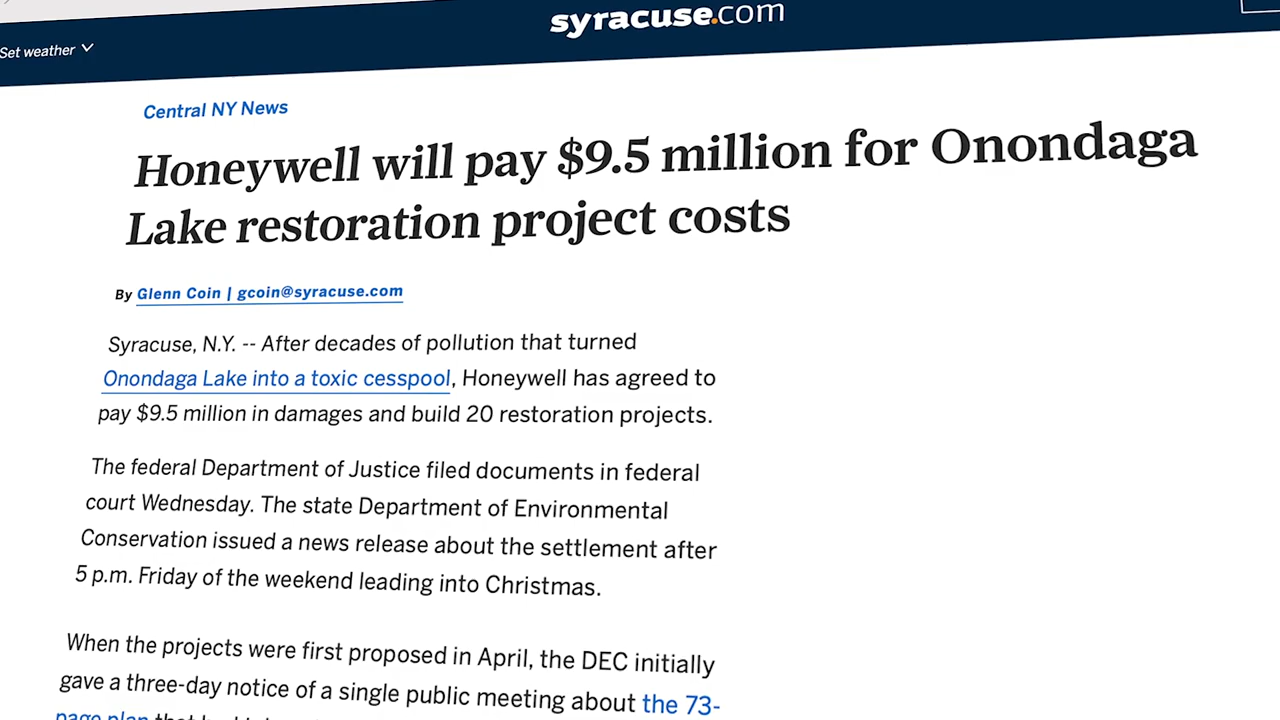 syracuse.com
Set weather
Central NY News
Honeywell will pay $9.5 million for Onondaga
Lake restoration project costs
By Glenn Coin | gcoin@syracuse.com
Syracuse, N.Y. -- After decades of pollution that turned
Onondaga Lake into a toxic cesspool, Honeywell has agreed to
pay $9.5 million in damages and build 20 restoration projects.
The federal Department of Justice filed documents in federal
court Wednesday. The state Department of Environmental
Conservation issued a news release about the settlement after
5 p.m. Friday of the weekend leading into Christmas.
When the projects were first proposed in April, the DEC initially
gave a three-day notice of a single public meeting about the 73-
page plan that